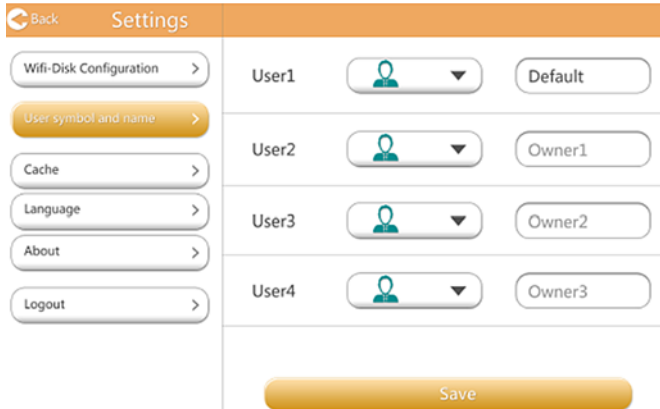 Back
Settings
Wifi-Disk Configuration
User symbol and name
Cache
Language
About
Logout
User1
Default
User2
Owner1
User3
Owner2
User4
Owner3
Save